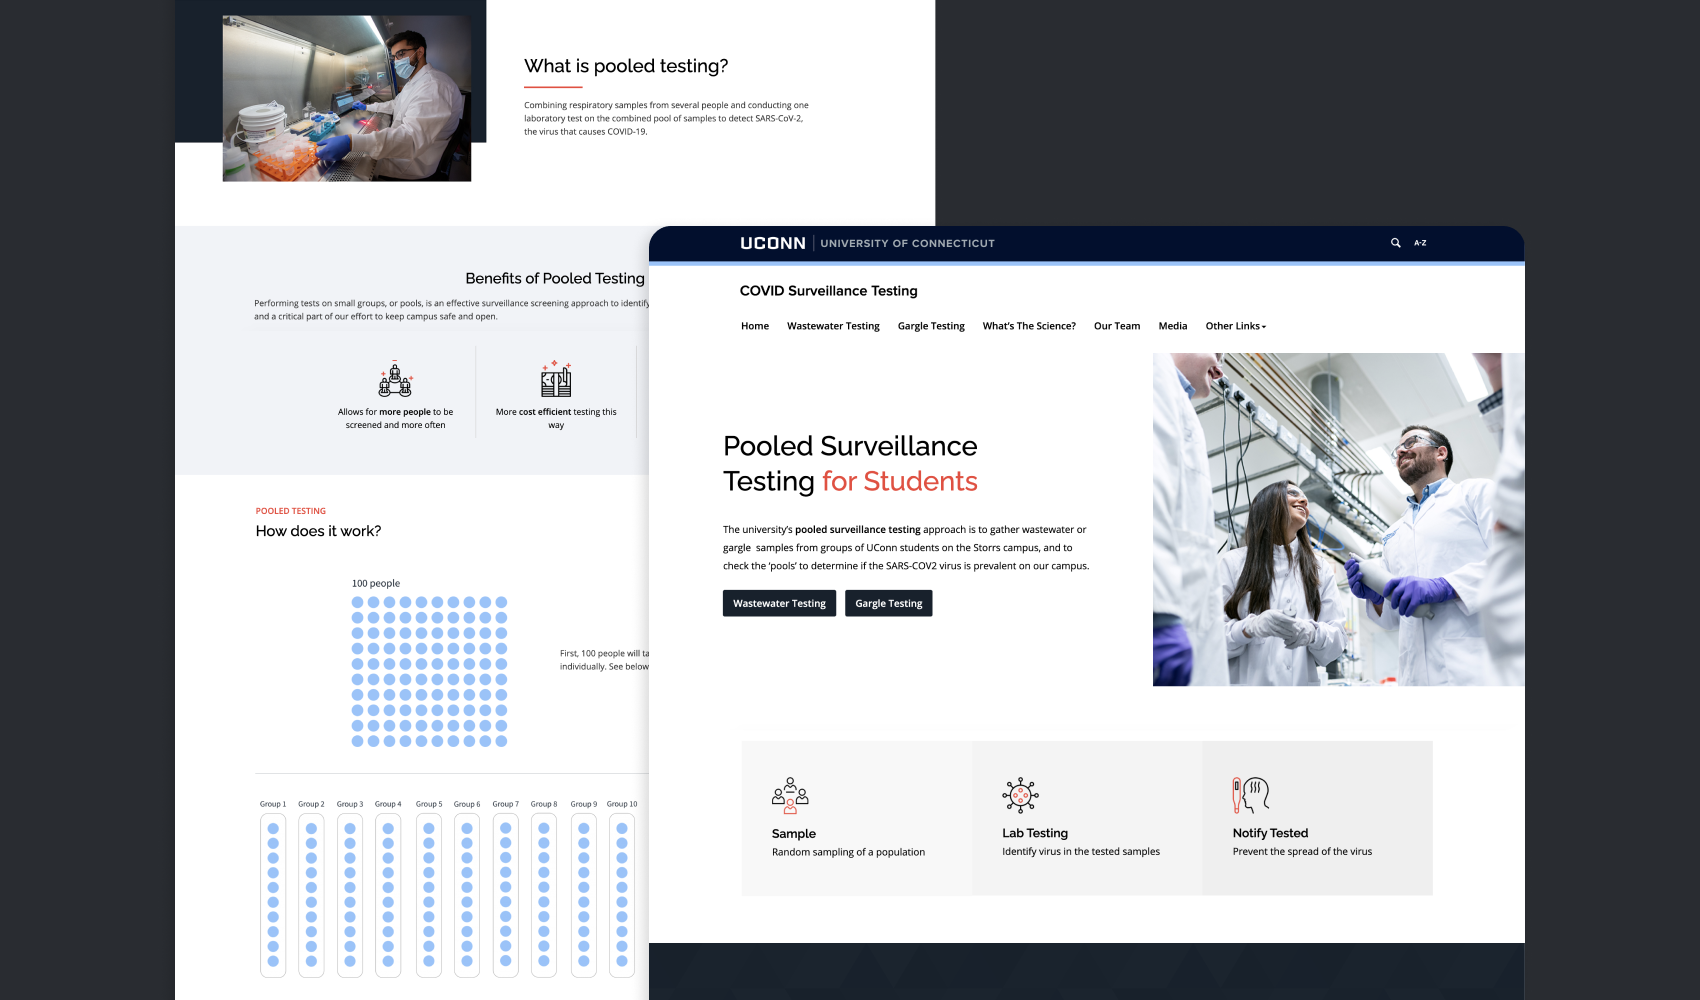 What is pooled testing?
Combining respiratory samples from several people and conducting one
laboratory test on the combined pool of samples to detect SARS-CoV-2,
the virus that causes COVID-19.
Benefits of Pooled Testing
Performing tests on small groups, or pools, is an effective surveillance screening approach to identify
and a critical part of our effort to keep campus safe and open.
Allows for more people to be
screened and more often
More cost efficient testing this
way
POOLED TESTING
How does it work?
100 people
First, 100 people will ta
individually. See below
Group 1 Group 2 Group 3 Group 4 Group 5 Group 6 Group 7 Group 8 Group 9 Group 10
UCONN UNIVERSITY OF CONNECTICUT A-Z
COVID Surveillance Testing
Home Wastewater Testing Gargle Testing What's The Science? Our Team Media Other Links
Pooled Surveillance
Testing for Students
The university's pooled surveillance testing approach is to gather wastewater or
gargle samples from groups of UConn students on the Storrs campus, and to
check the 'pools' to determine if the SARS-COV2 virus is prevalent on our campus.
Wastewater Testing Gargle Testing
Sample
Random sampling of a population
Lab Testing
Identify virus in the tested samples
Notify Tested
Prevent the spread of the virus